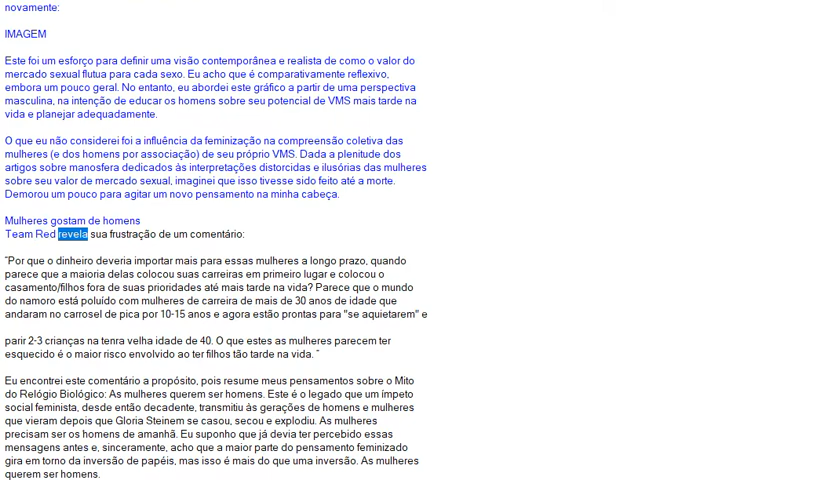 novamente:
IMAGEM
Este foi um esforço para definir uma visão contemporânea e realista de como o valor do
mercado sexual flutua para cada sexo. Eu acho que é comparativamente reflexivo,
embora um pouco geral. No entanto, eu abordei este gráfico a partir de uma perspectiva
masculina, na intenção de educar os homens sobre seu potencial de VMS mais tarde na
vida e planejar adequadamente.
O que eu não considerei foi a influência da feminização na compreensão coletiva das
mulheres (e dos homens por associação) de seu próprio VMS. Dada a plenitude dos
artigos sobre manosfera dedicados às interpretações distorcidas e ilusórias das mulheres
sobre seu valor de mercado sexual, imaginei que isso tivesse sido feito até a morte.
Demorou um pouco para agitar um novo pensamento na minha cabeça.
Mulheres gostam de homens
Team Red revela sua frustração de um comentário:
"Por que o dinheiro deveria importar mais para essas mulheres a longo prazo, quando
parece que a maioria delas colocou suas carreiras em primeiro lugar e colocou o
casamento/filhos fora de suas prioridades até mais tarde na vida? Parece que o mundo
do namoro está poluído com mulheres de carreira de mais de 30 anos de idade que
andaram no carrosel de pica por 10-15 anos e agora estão prontas para "se aquietarem" e
parir 2-3 crianças na tenra velha idade de 40. O que estes as mulheres parecem ter
esquecido é o maior risco envolvido ao ter filhos tão tarde na vida. "
Eu encontrei este comentário a propósito, pois resume meus pensamentos sobre o Mito
do Relógio Biológico: As mulheres querem ser homens. Este é o legado que um ímpeto
social feminista, desde então decadente, transmitiu às gerações de homens e mulheres
que vieram depois que Gloria Steinem se casou, secou e explodiu. As mulheres
precisam ser os homens de amanhã. Eu suponho que já devia ter percebido essas
mensagens antes e, sinceramente, acho que a maior parte do pensamento feminizado
gira em torno da inversão de papéis, mas isso é mais do que uma inversão. As mulheres
querem ser homens.